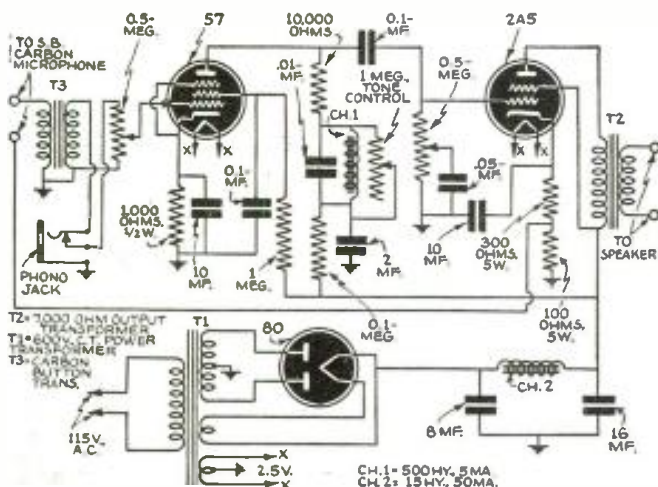 TO S.B.
CARBON
MICROPHONE
T3
0.5-
MEG.
57
10,000
OHMS.
.01-
MF.
0.1-
MF.
1 MEG.,
TONE
CONTROL
CH.1
0.5-
MEG.
2A5
T2
X
X
X
X
TO
SPEAKER
PHONO
JACK
1,000
OHMS,
1/2 W.
10
MF.
0.1-
MF.
1
MEG.
2
MF.
0.1-
MEG
.05-
MF.
10
MF.
300
OHMS.
5W.
100
OHMS,
5W.
T2=7,000 OHM OUTPUT
TRANSFORMER
T1=600V. C.T. POWER
TRANSFORMER
T3=CARBON
BUTTON
TRANS.
T1
80
115V.
A.C.
X
2.5V.
X
CH.2
8 MF.
16
MF.
CH.1 = 500 HY., 5 MA
CH.2 = 15 HY., 50 MA.